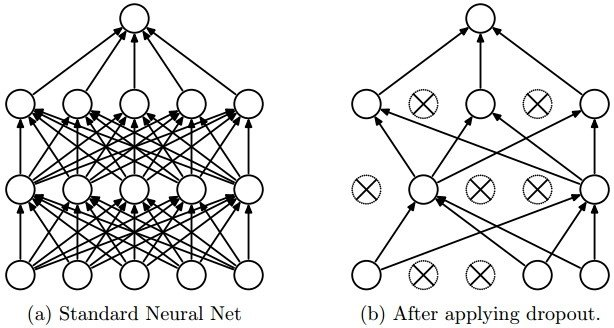 (a) Standard Neural Net
(b) After applying dropout.